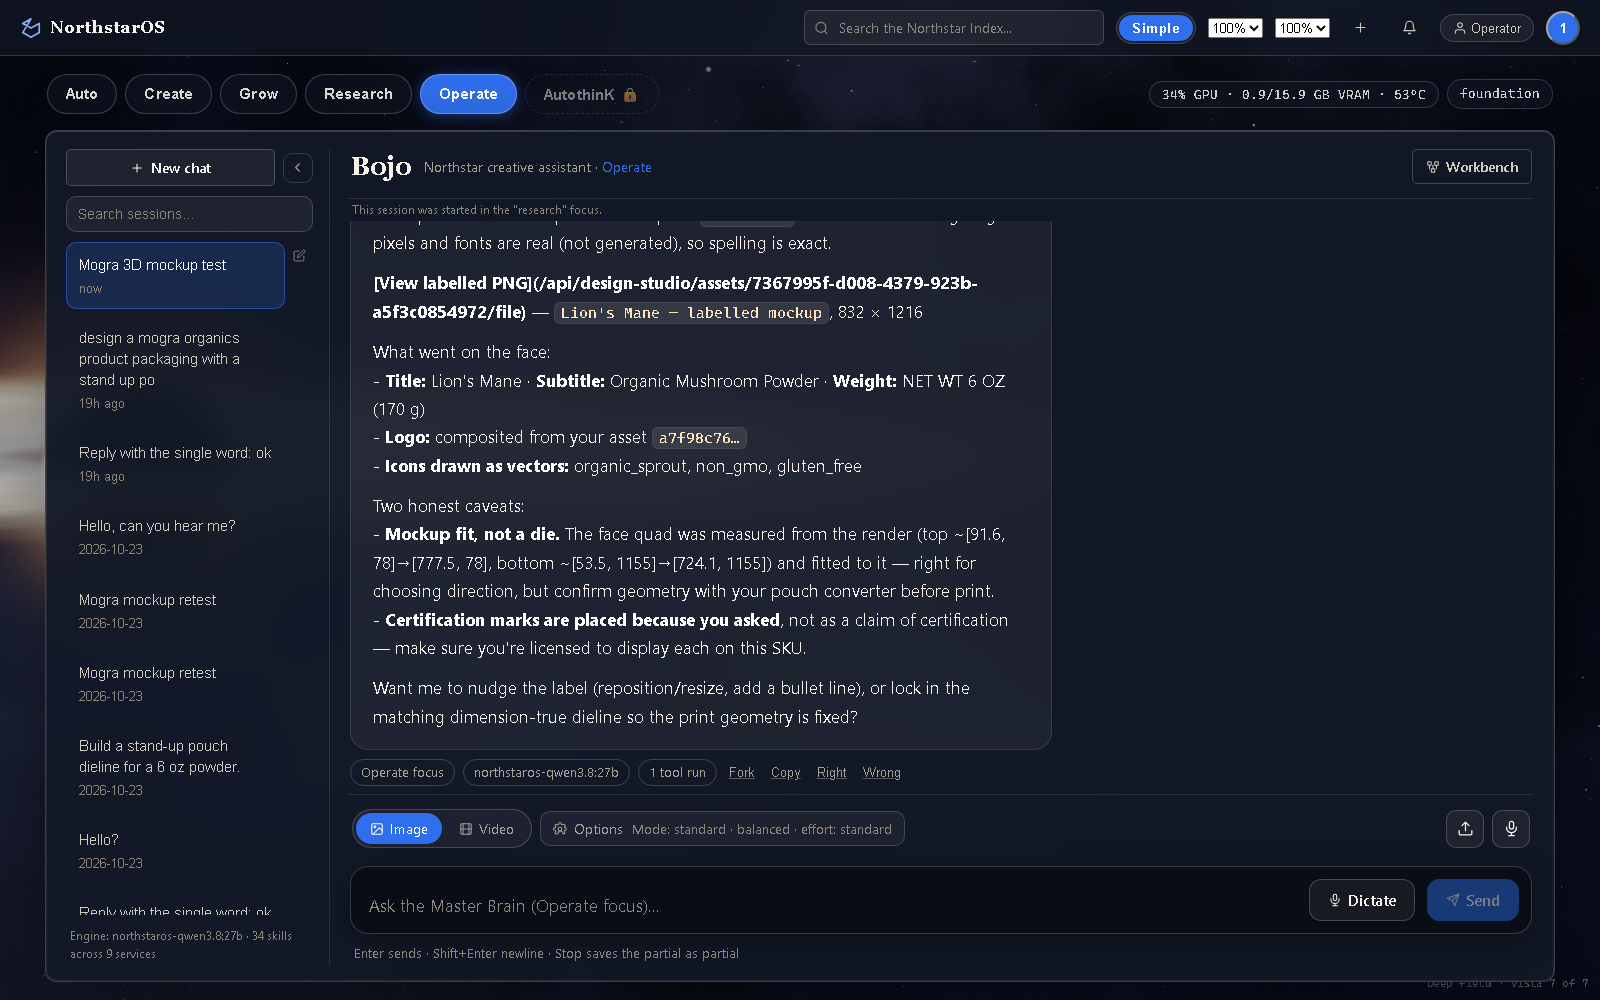 NorthstarOS
Search the Northstar Index...
Simple
100%
100%
Operator
1
Auto
Create
Grow
Research
Operate
AutothinK
34% GPU · 0.9/15.9 GB VRAM · 53°C
foundation
+ New chat
Search sessions...
Mogra 3D mockup test
now
design a mogra organics
product packaging with a
stand up po
19h ago
Reply with the single word: ok
19h ago
Hello, can you hear me?
2026-10-23
Mogra mockup retest
2026-10-23
Mogra mockup retest
2026-10-23
Build a stand-up pouch
dieline for a 6 oz powder.
2026-10-23
Hello?
2026-10-23
Reply with the single word: ok
Engine: northstaros-qwen3.8:27b · 34 skills
across 9 services
Bojo
Northstar creative assistant · Operate
Workbench
This session was started in the "research" focus.
pixels and fonts are real (not generated), so spelling is exact.
[View labelled PNG](/api/design-studio/assets/7367995f-d008-4379-923b-
a5f3c0854972/file) — Lion's Mane — labelled mockup, 832 × 1216
What went on the face:
- Title: Lion's Mane · Subtitle: Organic Mushroom Powder · Weight: NET WT 6 OZ
(170 g)
- Logo: composited from your asset a7f98c76…
- Icons drawn as vectors: organic_sprout, non_gmo, gluten_free
Two honest caveats:
- Mockup fit, not a die. The face quad was measured from the render (top ~[91.6,
78]→[777.5, 78], bottom ~[53.5, 1155]→[724.1, 1155]) and fitted to it — right for
choosing direction, but confirm geometry with your pouch converter before print.
- Certification marks are placed because you asked, not as a claim of certification
— make sure you're licensed to display each on this SKU.
Want me to nudge the label (reposition/resize, add a bullet line), or lock in the
matching dimension-true dieline so the print geometry is fixed?
Operate focus
northstaros-qwen3.8:27b
1 tool run
Fork
Copy
Right
Wrong
Image
Video
Options Mode: standard · balanced · effort: standard
Ask the Master Brain (Operate focus)...
Dictate
Send
Enter sends · Shift+Enter newline · Stop saves the partial as partial
Deep field · Vista 7 of 7